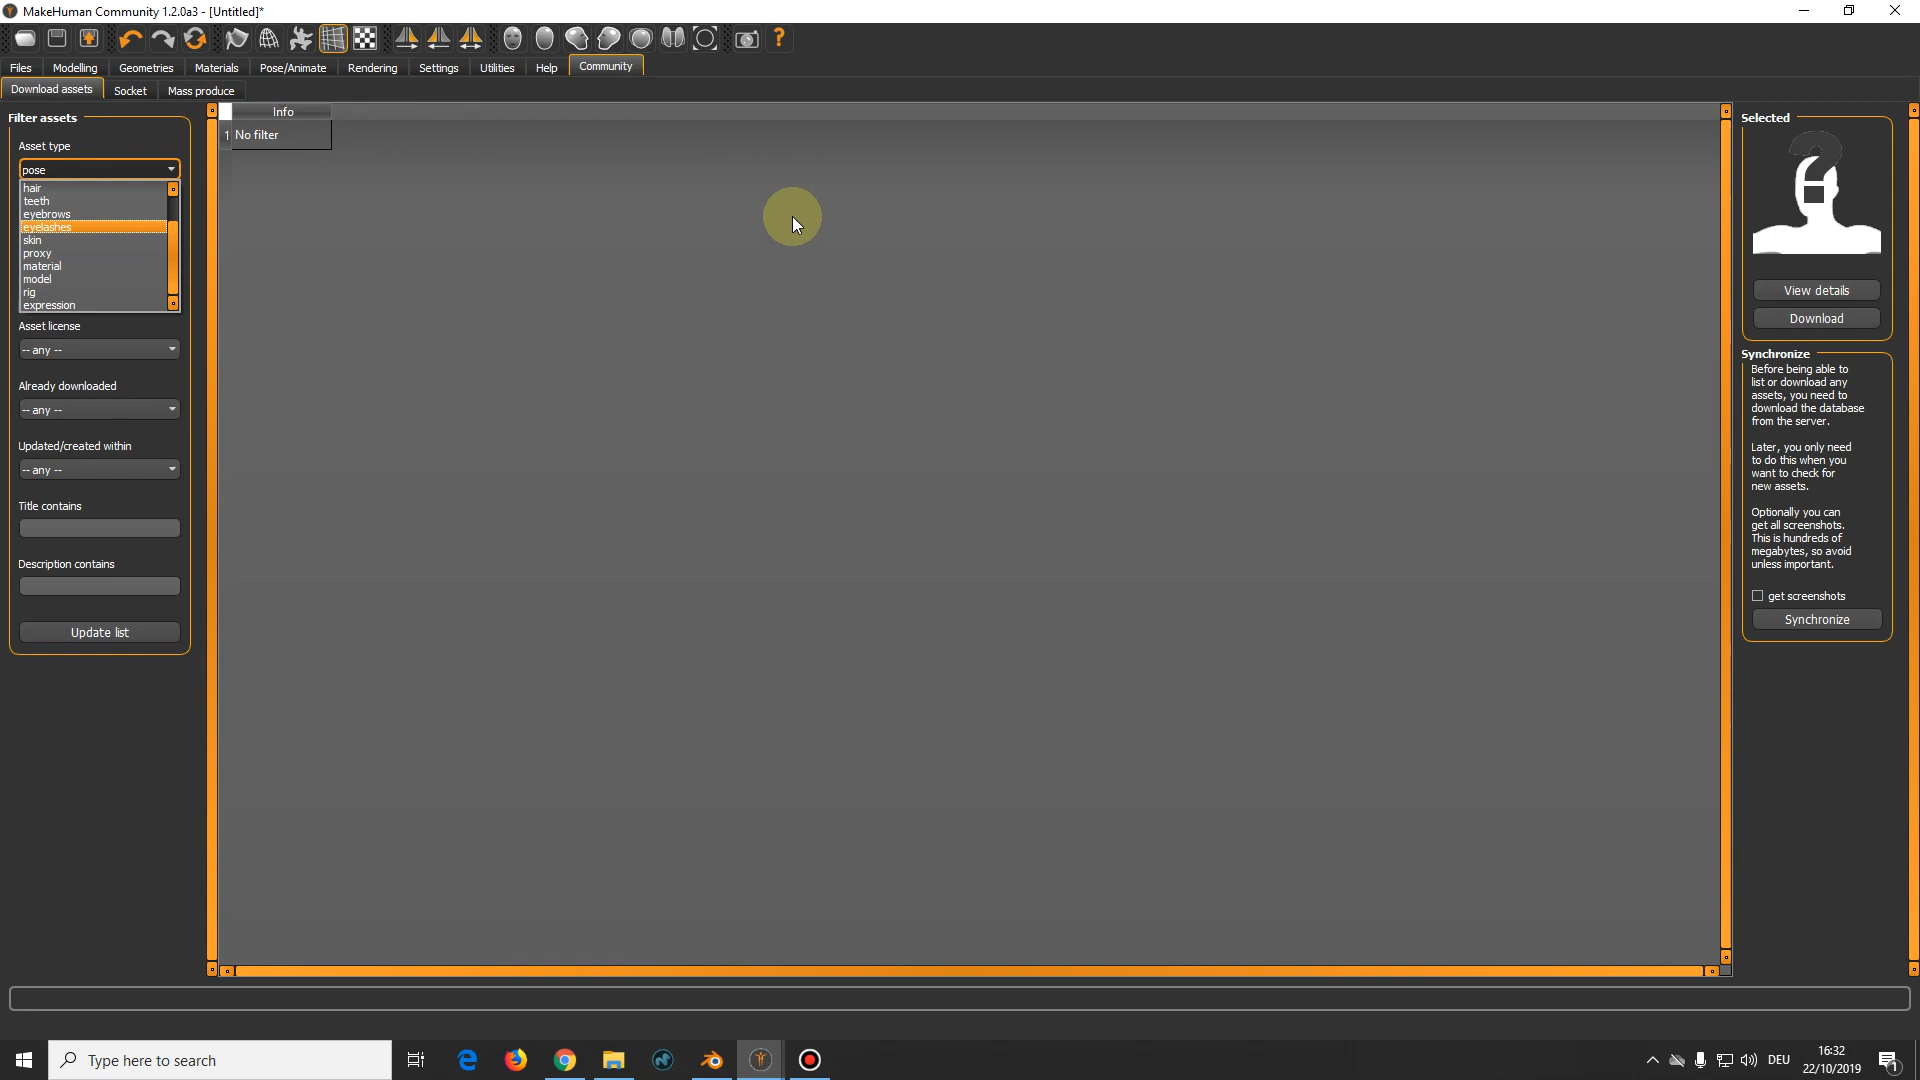 MakeHuman Community 1.2.0a3 - [Untitled]*
Files
Modelling
Geometries
Materials
Pose/Animate
Rendering
Settings
Utilities
Help
Community
Download assets
Socket
Mass produce
Filter assets
Asset type
pose
hair
teeth
eyebrows
eyelashes
skin
proxy
material
model
rig
expression
Asset license
-- any --
Already downloaded
-- any --
Updated/created within
-- any --
Title contains
Description contains
Update list
Info
1 No filter
Selected
View details
Download
Synchronize
Before being able to
list or download any
assets, you need to
download the database
from the server.
Later, you only need
to do this when you
want to check for
new assets.
Optionally you can
get all screenshots.
This is hundreds of
megabytes, so avoid
unless important.
get screenshots
Synchronize
Type here to search
DEU
16:32
22/10/2019
1